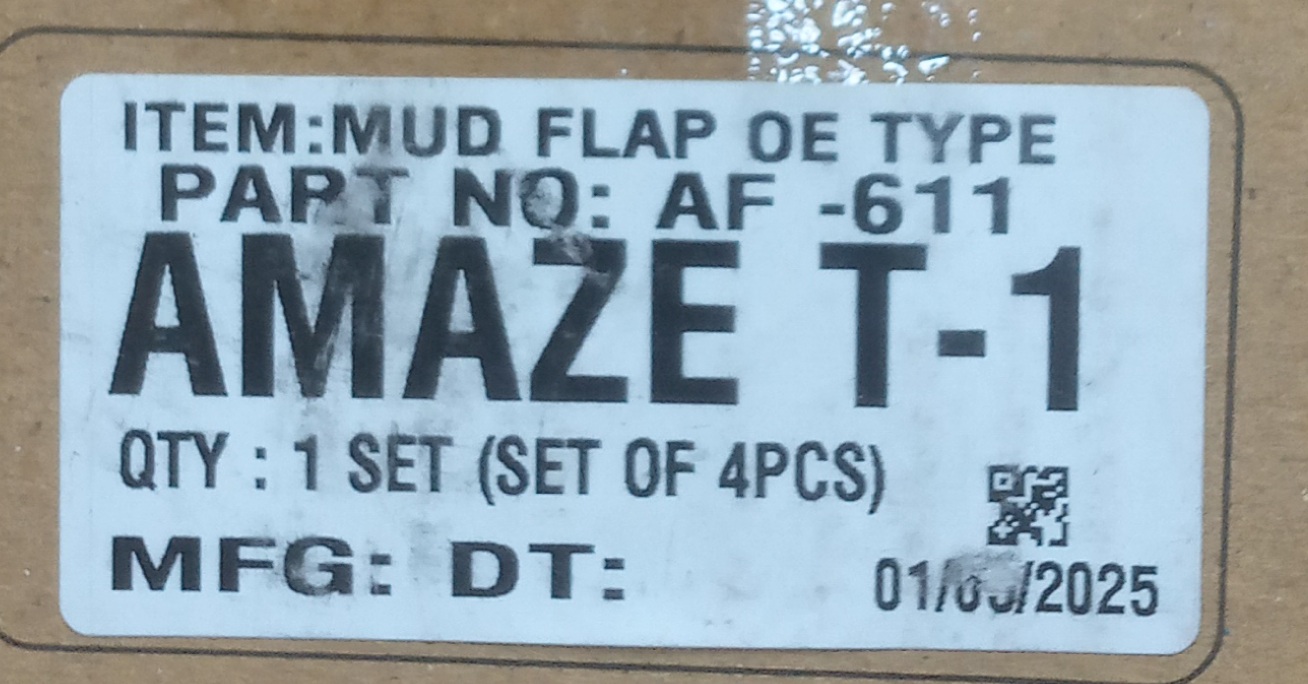 ITEM:MUD FLAP OE TYPE
PART NO: AF -611
AMAZE T-1
QTY : 1 SET (SET OF 4PCS)
MFG: DT: